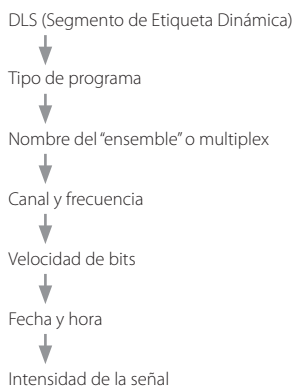 DLS (Segmento de Etiqueta Dinámica)
Tipo de programa
Nombre del “ensemble” o multiplex
Canal y frecuencia
Velocidad de bits
Fecha y hora
Intensidad de la señal